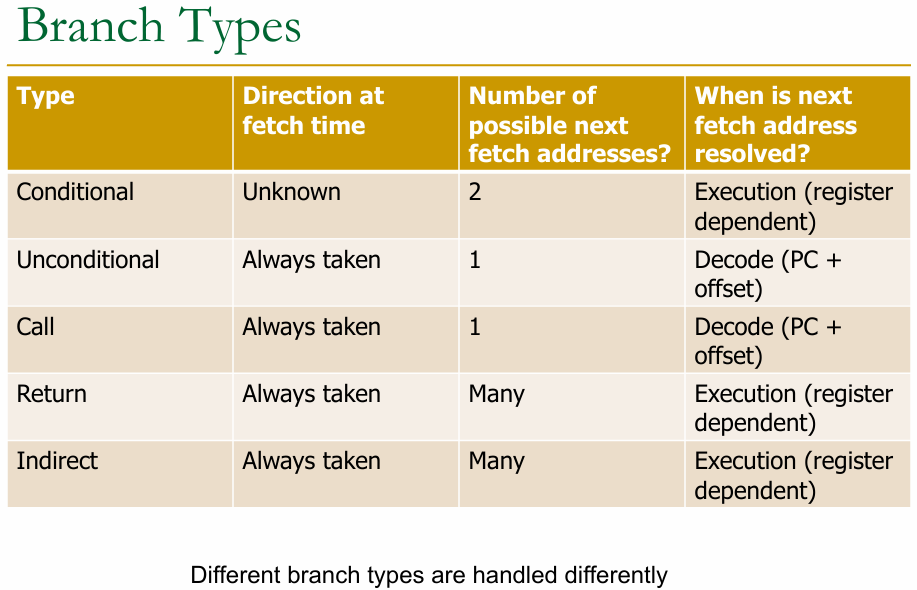 Branch Types
Type
Direction at
fetch time
Number of
possible next
fetch addresses?
When is next
fetch address
resolved?
Conditional
Unknown
2
Execution (register
dependent)
Unconditional
Always taken
1
Decode (PC +
offset)
Call
Always taken
1
Decode (PC +
offset)
Return
Always taken
Many
Execution (register
dependent)
Indirect
Always taken
Many
Execution (register
dependent)
Different branch types are handled differently